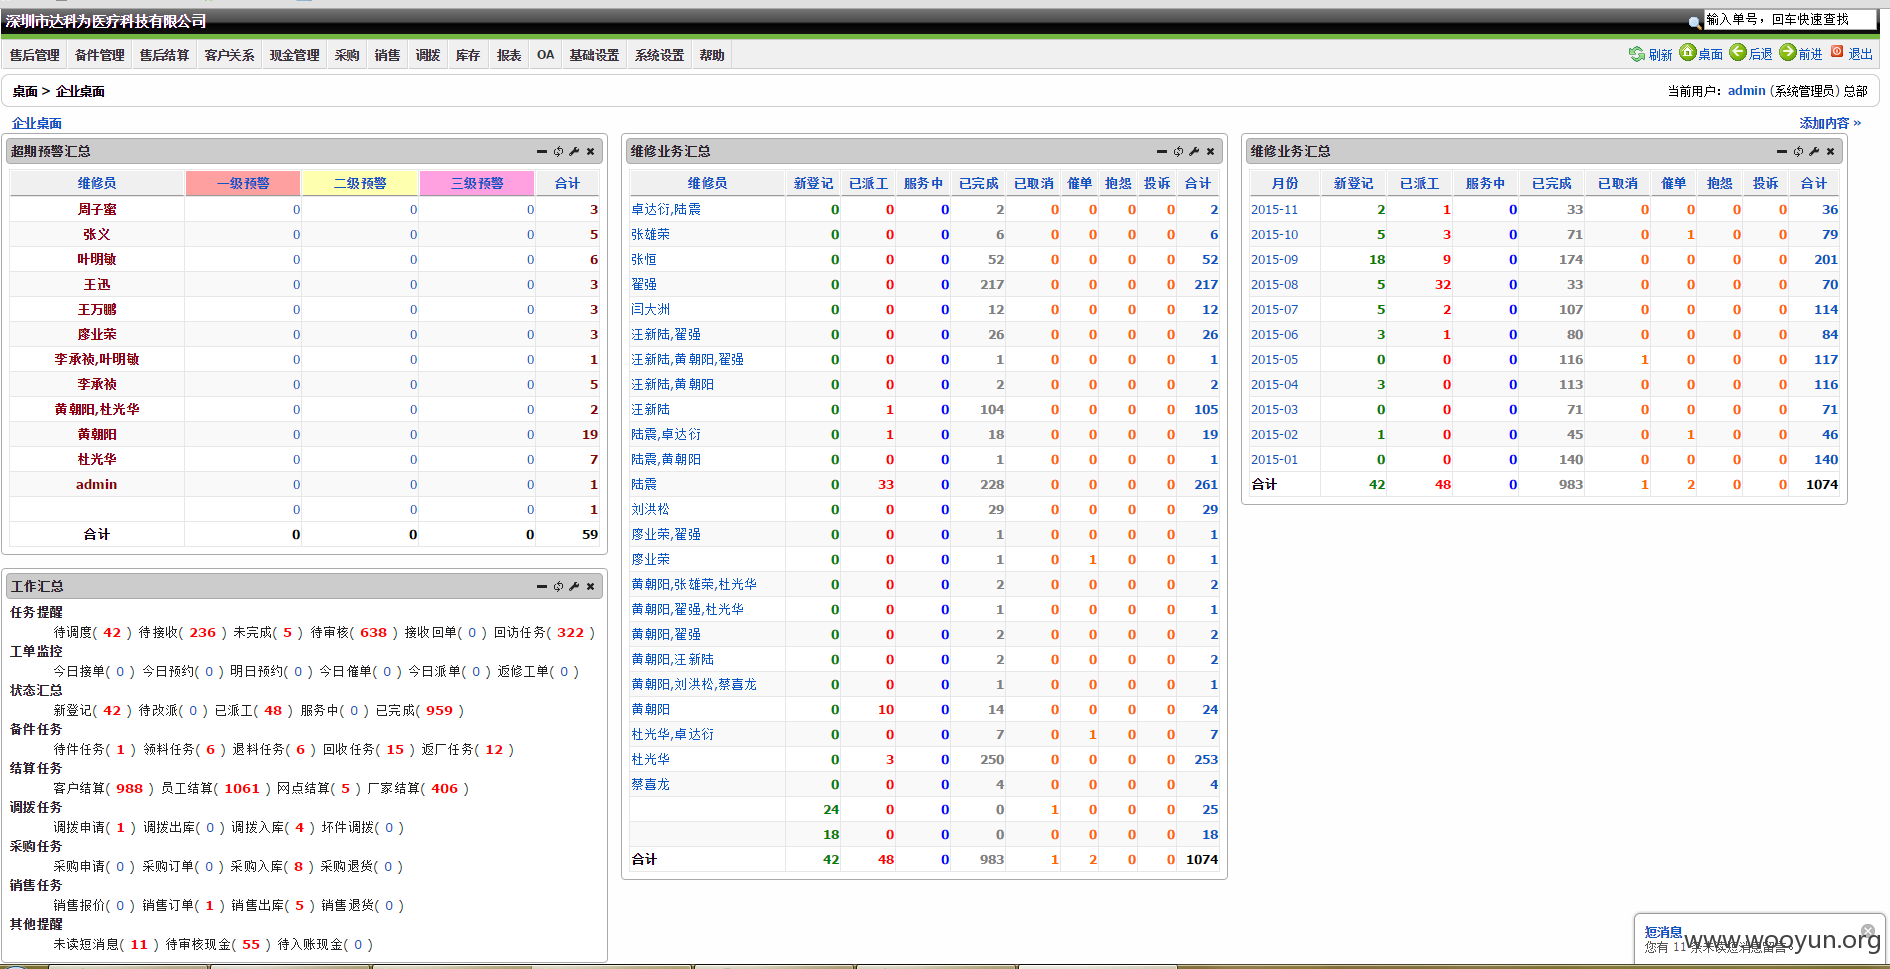 深圳市达科为医疗科技有限公司
输入单号，回车快速查找
售后管理 备件管理 售后结算 客户关系 现金管理 采购 销售 调拨 库存 报表 OA 基础设置 系统设置 帮助
刷新 桌面 后退 前进 退出
桌面 > 企业桌面
当前用户：admin (系统管理员) 总部
企业桌面
添加内容 »
超期预警汇总
维修员 一级预警 二级预警 三级预警 合计
周子蜜 0 0 0 3
张义 0 0 0 5
叶明敏 0 0 0 6
王迅 0 0 0 3
王万鹏 0 0 0 3
廖业荣 0 0 0 3
李承祯,叶明敏 0 0 0 1
李承祯 0 0 0 5
黄朝阳,杜光华 0 0 0 2
黄朝阳 0 0 0 19
杜光华 0 0 0 7
admin 0 0 0 1
0 0 0 1
合计 0 0 0 59
工作汇总
任务提醒
待调度( 42 ) 待接收( 236 ) 未完成( 5 ) 待审核( 638 ) 接收回单( 0 ) 回访任务( 322 )
工单监控
今日接单( 0 ) 今日预约( 0 ) 明日预约( 0 ) 今日催单( 0 ) 今日派单( 0 ) 返修工单( 0 )
状态汇总
新登记( 42 ) 待改派( 0 ) 已派工( 48 ) 服务中( 0 ) 已完成( 959 )
备件任务
待件任务( 1 ) 领料任务( 6 ) 退料任务( 6 ) 回收任务( 15 ) 返厂任务( 12 )
结算任务
客户结算( 988 ) 员工结算( 1061 ) 网点结算( 5 ) 厂家结算( 406 )
调拨任务
调拨申请( 1 ) 调拨出库( 0 ) 调拨入库( 4 ) 坏件调拨( 0 )
采购任务
采购申请( 0 ) 采购订单( 0 ) 采购入库( 8 ) 采购退货( 0 )
销售任务
销售报价( 0 ) 销售订单( 1 ) 销售出库( 5 ) 销售退货( 0 )
其他提醒
未读短消息( 11 ) 待审核现金( 55 ) 待入账现金( 0 )
维修业务汇总
维修员 新登记 已派工 服务中 已完成 已取消 催单 抱怨 投诉 合计
卓达衍,陆震 0 0 0 2 0 0 0 0 2
张雄荣 0 0 0 6 0 0 0 0 6
张恒 0 0 0 52 0 0 0 0 52
翟强 0 0 0 217 0 0 0 0 217
闫大洲 0 0 0 12 0 0 0 0 12
汪新陆,翟强 0 0 0 26 0 0 0 0 26
汪新陆,黄朝阳,翟强 0 0 0 1 0 0 0 0 1
汪新陆,黄朝阳 0 0 0 2 0 0 0 0 2
汪新陆 0 1 0 104 0 0 0 0 105
陆震,卓达衍 0 1 0 18 0 0 0 0 19
陆震,黄朝阳 0 0 0 1 0 0 0 0 1
陆震 0 33 0 228 0 0 0 0 261
刘洪松 0 0 0 29 0 0 0 0 29
廖业荣,翟强 0 0 0 1 0 0 0 0 1
廖业荣 0 0 0 1 0 1 0 0 1
黄朝阳,张雄荣,杜光华 0 0 0 2 0 0 0 0 2
黄朝阳,翟强,杜光华 0 0 0 1 0 0 0 0 1
黄朝阳,翟强 0 0 0 2 0 0 0 0 2
黄朝阳,汪新陆 0 0 0 2 0 0 0 0 2
黄朝阳,刘洪松,蔡喜龙 0 0 0 1 0 0 0 0 1
黄朝阳 0 10 0 14 0 0 0 0 24
杜光华,卓达衍 0 0 0 7 0 1 0 0 7
杜光华 0 3 0 250 0 0 0 0 253
蔡喜龙 0 0 0 4 0 0 0 0 4
24 0 0 0 1 0 0 0 25
18 0 0 0 0 0 0 0 18
合计 42 48 0 983 1 2 0 0 1074
维修业务汇总
月份 新登记 已派工 服务中 已完成 已取消 催单 抱怨 投诉 合计
2015-11 2 1 0 33 0 0 0 0 36
2015-10 5 3 0 71 0 1 0 0 79
2015-09 18 9 0 174 0 0 0 0 201
2015-08 5 32 0 33 0 0 0 0 70
2015-07 5 2 0 107 0 0 0 0 114
2015-06 3 1 0 80 0 0 0 0 84
2015-05 0 0 0 116 1 0 0 0 117
2015-04 3 0 0 113 0 0 0 0 116
2015-03 0 0 0 71 0 0 0 0 71
2015-02 1 0 0 45 0 1 0 0 46
2015-01 0 0 0 140 0 0 0 0 140
合计 42 48 0 983 1 2 0 0 1074
短消息
您有 11 条未读短消息留言。
www.wooyun.org